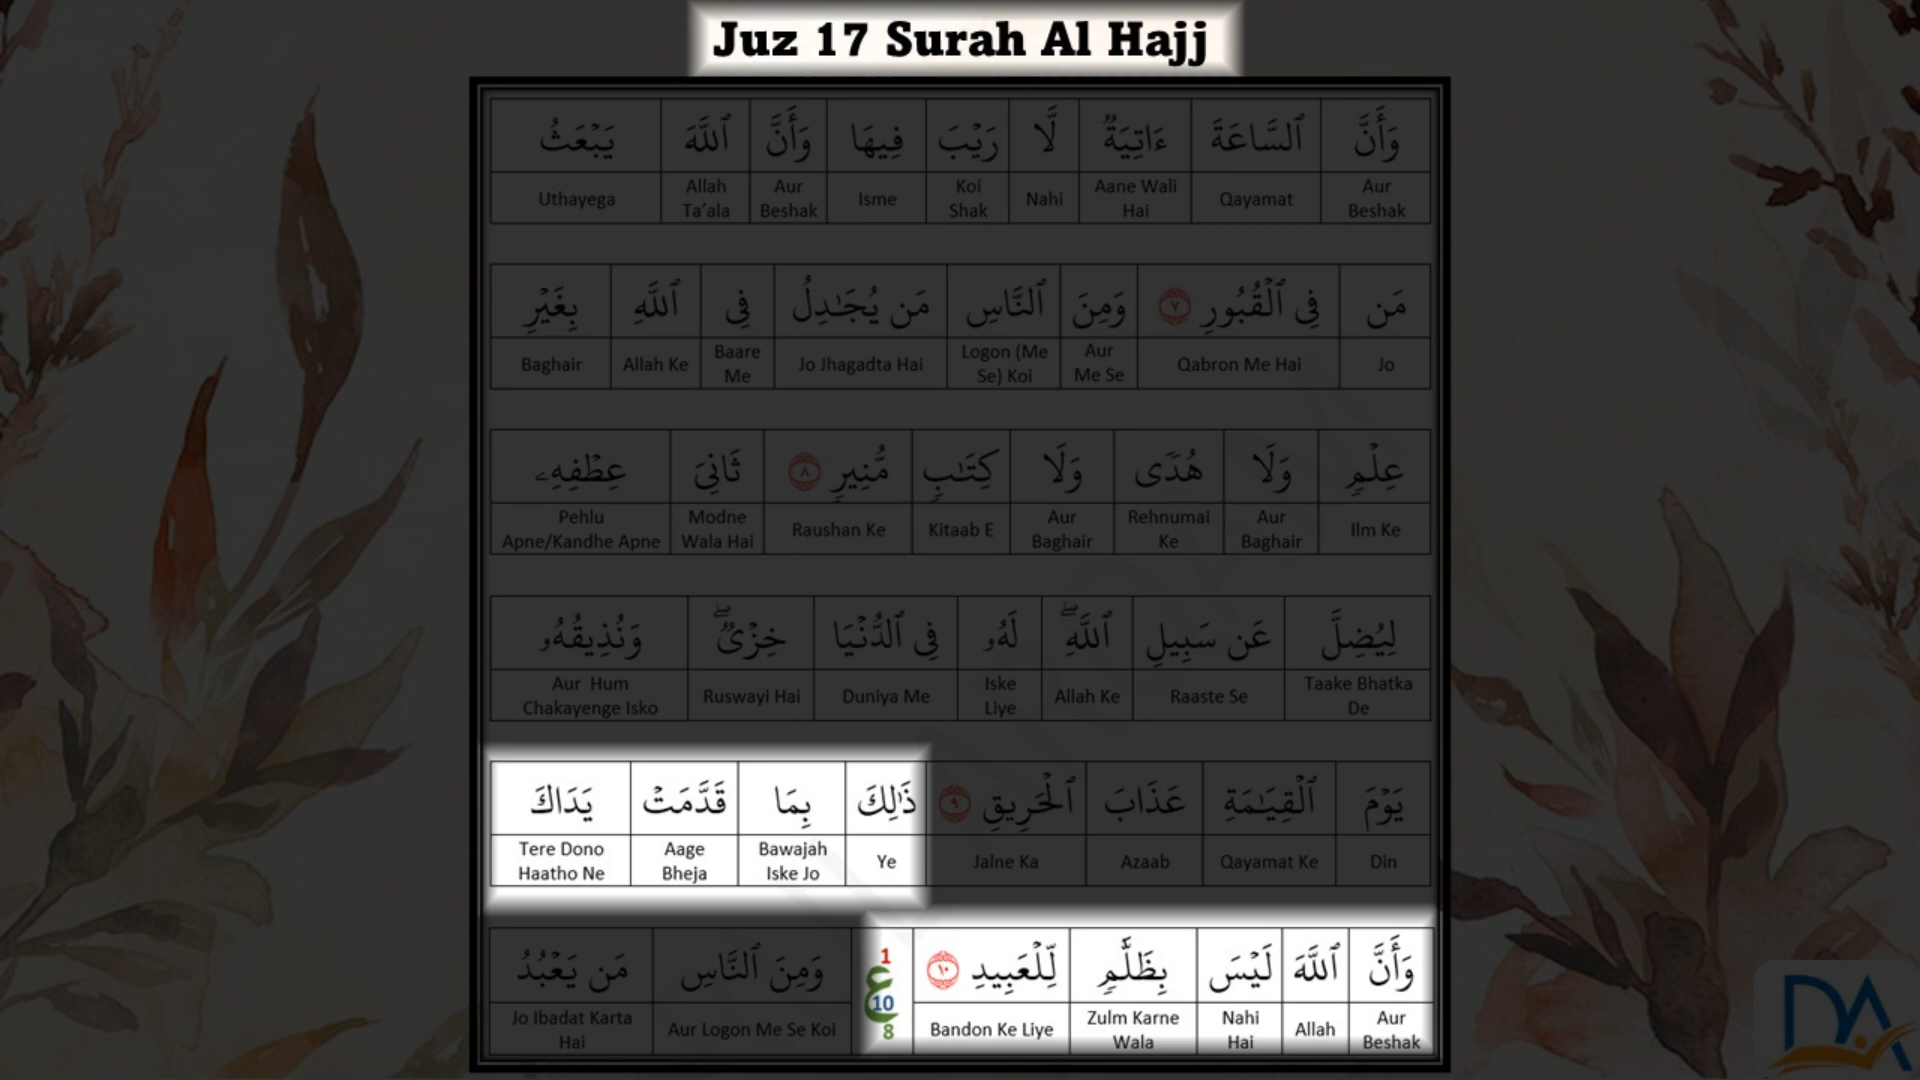 Juz 17 Surah Al Hajj
وَأَنَّ ٱلسَّاعَةَ ءَاتِيَةٌ لَّا رَيْبَ فِيهَا وَأَنَّ ٱللَّهَ يَبْعَثُ
Aur Beshak Qayamat Aane Wali Hai Nahi Koi Shak Isme Aur Beshak Allah Ta’ala Uthayega
مَن فِى ٱلْقُبُورِ ٧ وَمِنَ ٱلنَّاسِ مَن يُجَـٰدِلُ فِى ٱللَّهِ بِغَيْرِ
Jo Qabron Me Hai Aur Me Se Logon (Me Se) Koi Jo Jhagadta Hai Baare Me Allah Ke Baghair
عِلْمٍ وَلَا هُدًى وَلَا كِتَـٰبٍ مُّنِيرٍ ٨ ثَانِىَ عِطْفِهِۦ
Ilm Ke Aur Baghair Rehnumai Ke Aur Baghair Kitaab E Raushan Ke Modne Wala Hai Pehlu Apne/Kandhe Apne
لِيُضِلَّ عَن سَبِيلِ ٱللَّهِ ۖ لَهُۥ فِى ٱلدُّنْيَا خِزْىٌ ۖ وَنُذِيقُهُۥ
Taake Bhatka De Raaste Se Allah Ke Iske Liye Duniya Me Ruswayi Hai Aur Hum Chakayenge Isko
يَوْمَ ٱلْقِيَـٰمَةِ عَذَابَ ٱلْحَرِيقِ ٩ ذَٰلِكَ بِمَا قَدَّمَتْ يَدَاكَ
Din Qayamat Ke Azaab Jalne Ka Ye Bawajah Iske Jo Aage Bheja Tere Dono Haatho Ne
وَأَنَّ ٱللَّهَ لَيْسَ بِظَلَّـٰمٍ لِّلْعَبِيدِ ١٠ 1 ع 10 8 وَمِنَ ٱلنَّاسِ مَن يَعْبُدُ
Aur Beshak Allah Nahi Hai Zulm Karne Wala Bandon Ke Liye Aur Logon Me Se Koi Jo Ibadat Karta Hai
DA